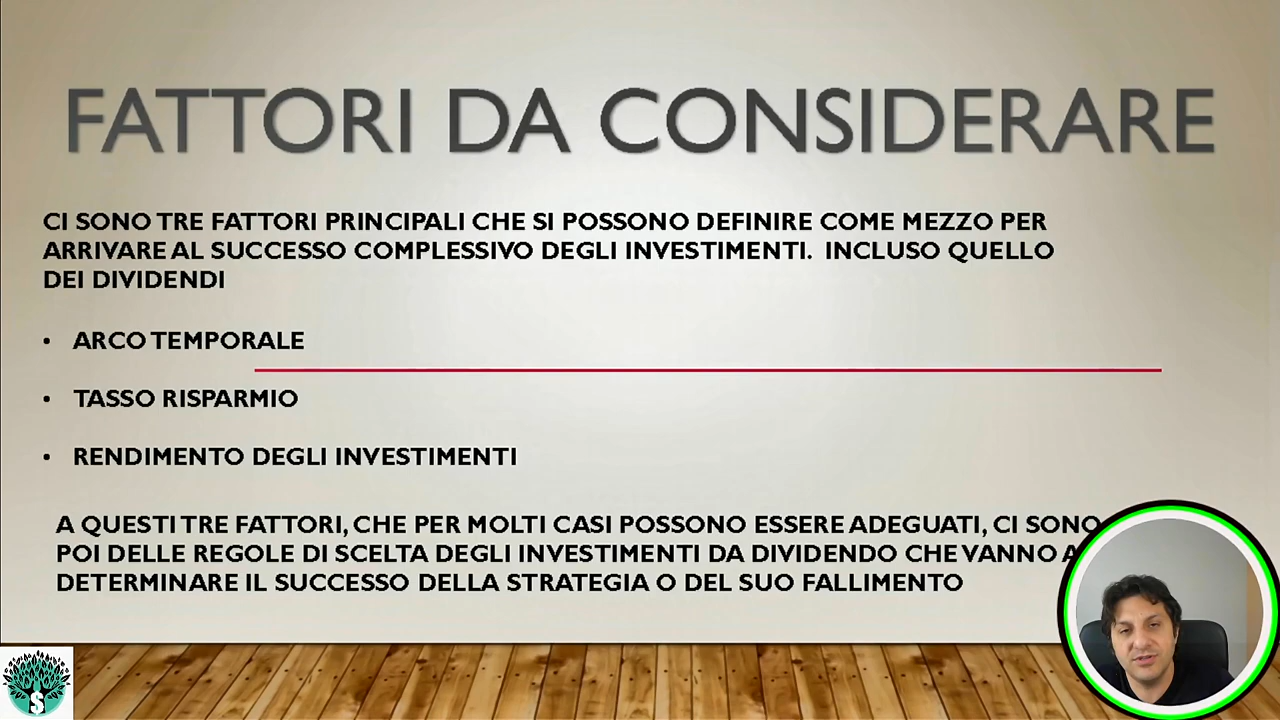 FATTORI DA CONSIDERARE
CI SONO TRE FATTORI PRINCIPALI CHE SI POSSONO DEFINIRE COME MEZZO PER
ARRIVARE AL SUCCESSO COMPLESSIVO DEGLI INVESTIMENTI. INCLUSO QUELLO
DEI DIVIDENDI
• ARCO TEMPORALE
• TASSO RISPARMIO
• RENDIMENTO DEGLI INVESTIMENTI
A QUESTI TRE FATTORI, CHE PER MOLTI CASI POSSONO ESSERE ADEGUATI, CI SONO
POI DELLE REGOLE DI SCELTA DEGLI INVESTIMENTI DA DIVIDENDO CHE VANNO A
DETERMINARE IL SUCCESSO DELLA STRATEGIA O DEL SUO FALLIMENTO
$